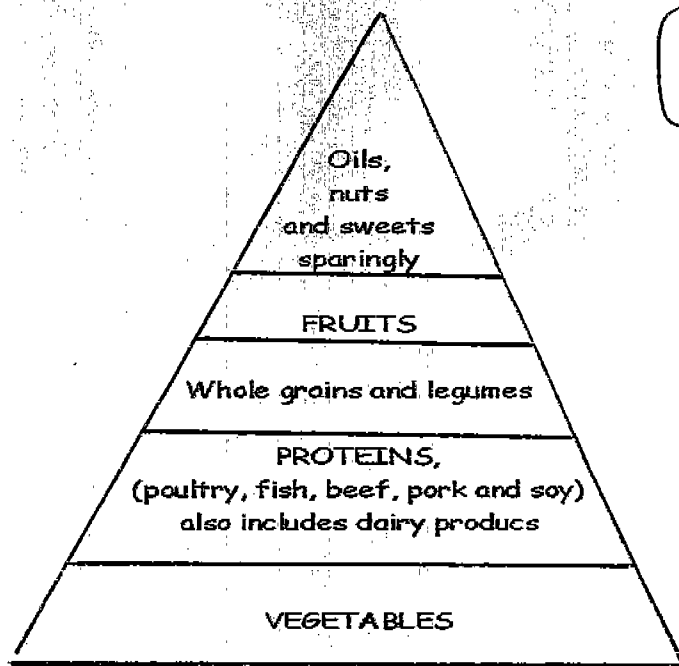 Oils,
nuts
and sweets
sparingly
FRUITS
Whole grains and legumes
PROTEINS,
(poultry, fish, beef, pork and soy)
also includes dairy producs
VEGETABLES